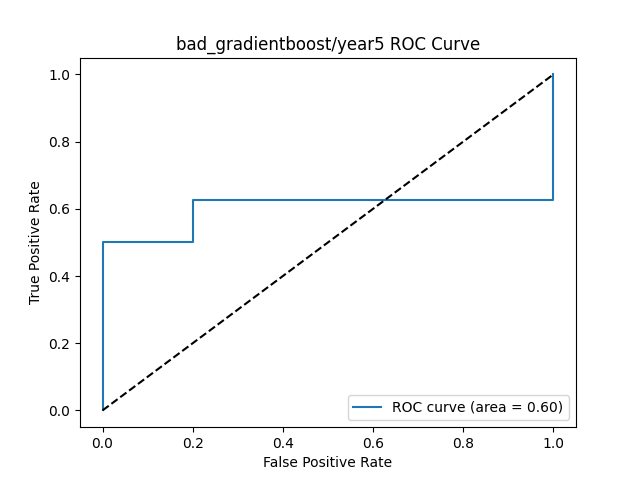 bad_gradientboost/year5 ROC Curve
True Positive Rate
1.0
0.8
0.6
0.4
0.2
0.0
ROC curve (area = 0.60)
0.0 0.2 0.4 0.6 0.8 1.0
False Positive Rate